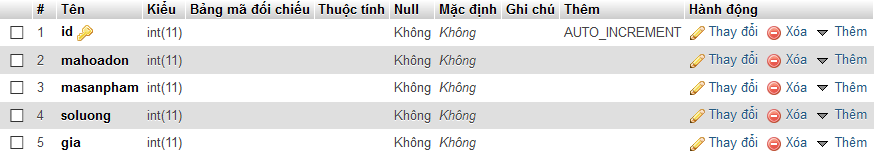 # Tên Kiểu Bảng mã đối chiếu Thuộc tính Null Mặc định Ghi chú Thêm Hành động
1 id int(11) Không Không AUTO_INCREMENT Thay đổi Xóa Thêm
2 mahoadon int(11) Không Không Thay đổi Xóa Thêm
3 masanpham int(11) Không Không Thay đổi Xóa Thêm
4 soluong int(11) Không Không Thay đổi Xóa Thêm
5 gia int(11) Không Không Thay đổi Xóa Thêm